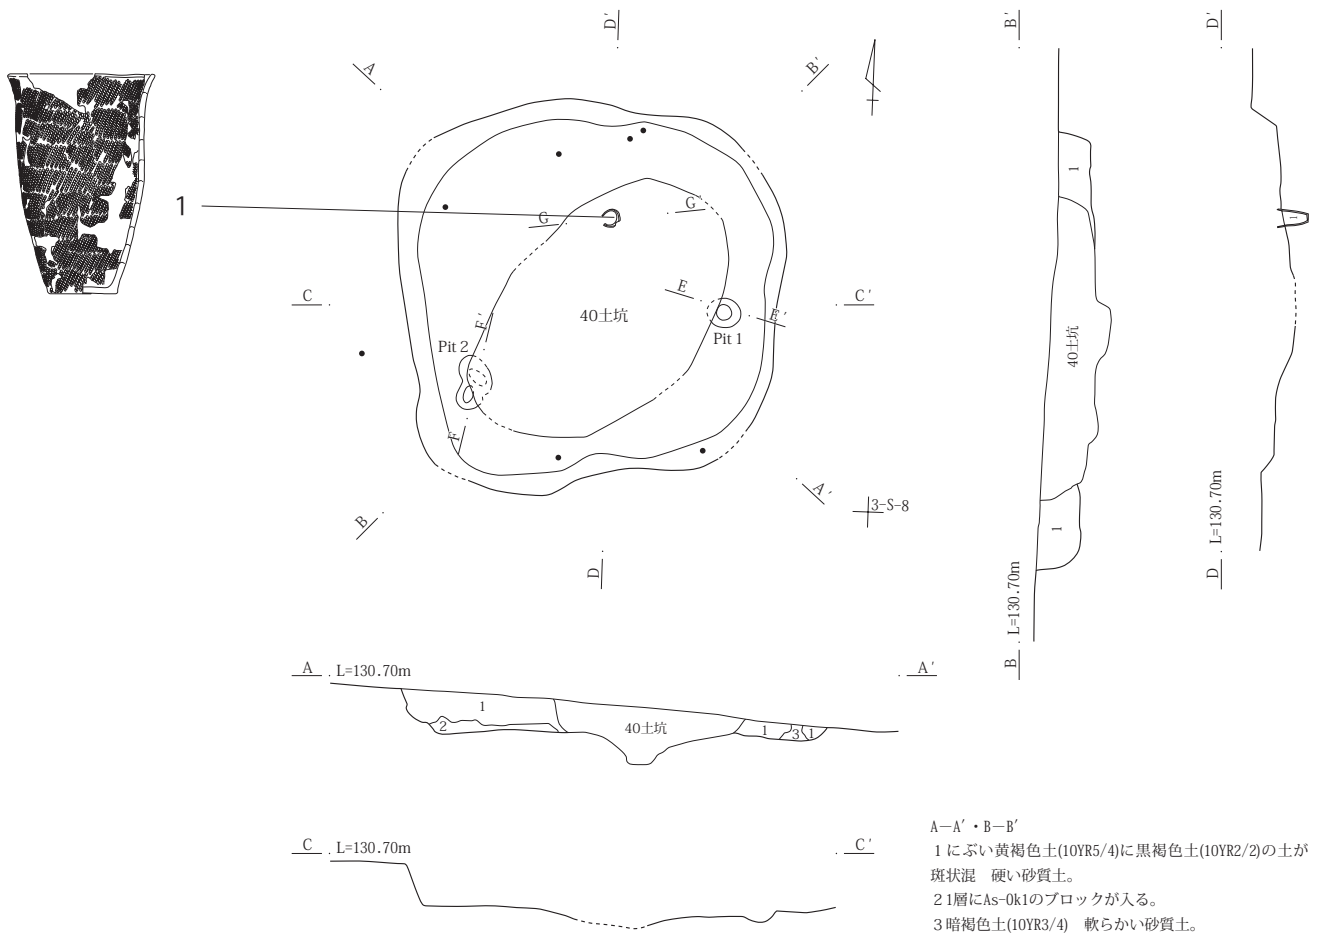 D′
A
B′
B′
D′
1
G
G′
C
C′
E
E′
40土坑
Pit 1
F′
Pit 2
F
A′
3-S-8
B
D
1
40土坑
1
B L=130.70m
1
D L=130.70m
A L=130.70m A′
1
2
40土坑
1
3
1
C L=130.70m C′
A―A′・B―B′
1 にぶい黄褐色土(10YR5/4)に黒褐色土(10YR2/2)の土が
斑状混　硬い砂質土。
2 1層にAs-Ok1のブロックが入る。
3 暗褐色土(10YR3/4)　軟らかい砂質土。